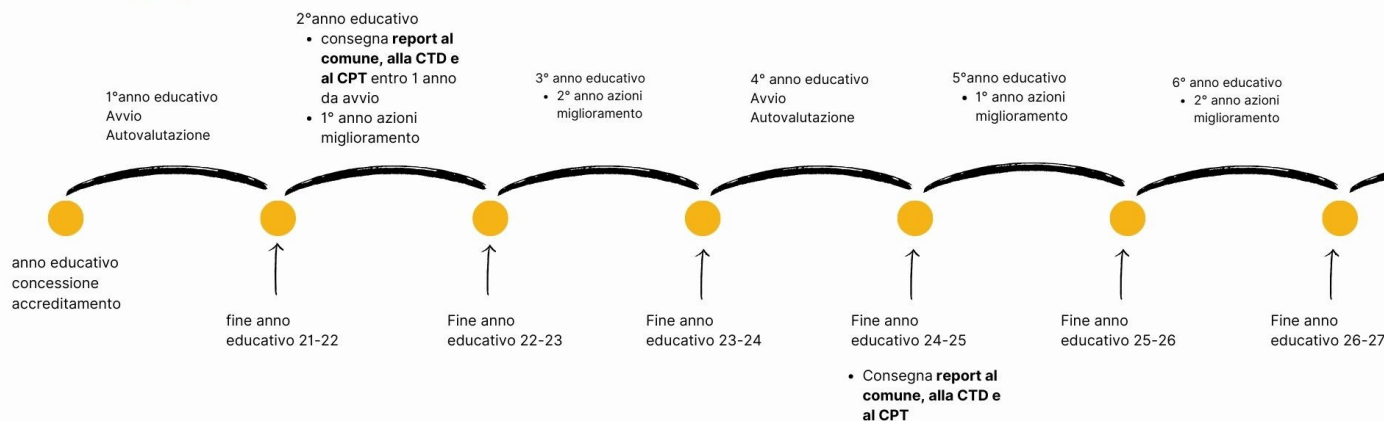 2°anno educativo
• consegna report al
comune, alla CTD e
al CPT entro 1 anno
da avvio
• 1° anno azioni
miglioramento
1°anno educativo
Avvio
Autovalutazione
3° anno educativo
• 2° anno azioni
miglioramento
4° anno educativo
Avvio
Autovalutazione
5°anno educativo
• 1° anno azioni
miglioramento
6° anno educativo
• 2° anno azioni
miglioramento
anno educativo
concessione
accreditamento
fine anno
educativo 21-22
Fine anno
educativo 22-23
Fine anno
educativo 23-24
Fine anno
educativo 24-25
• Consegna report al
comune, alla CTD e
al CPT
Fine anno
educativo 25-26
Fine anno
educativo 26-27